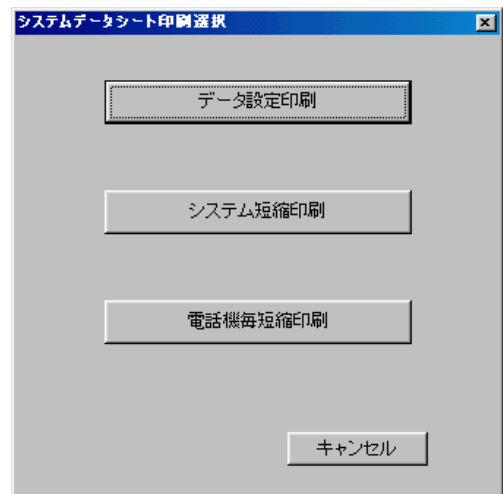 システムデータシート印刷選択
データ設定印刷
システム短縮印刷
電話機毎短縮印刷
キャンセル